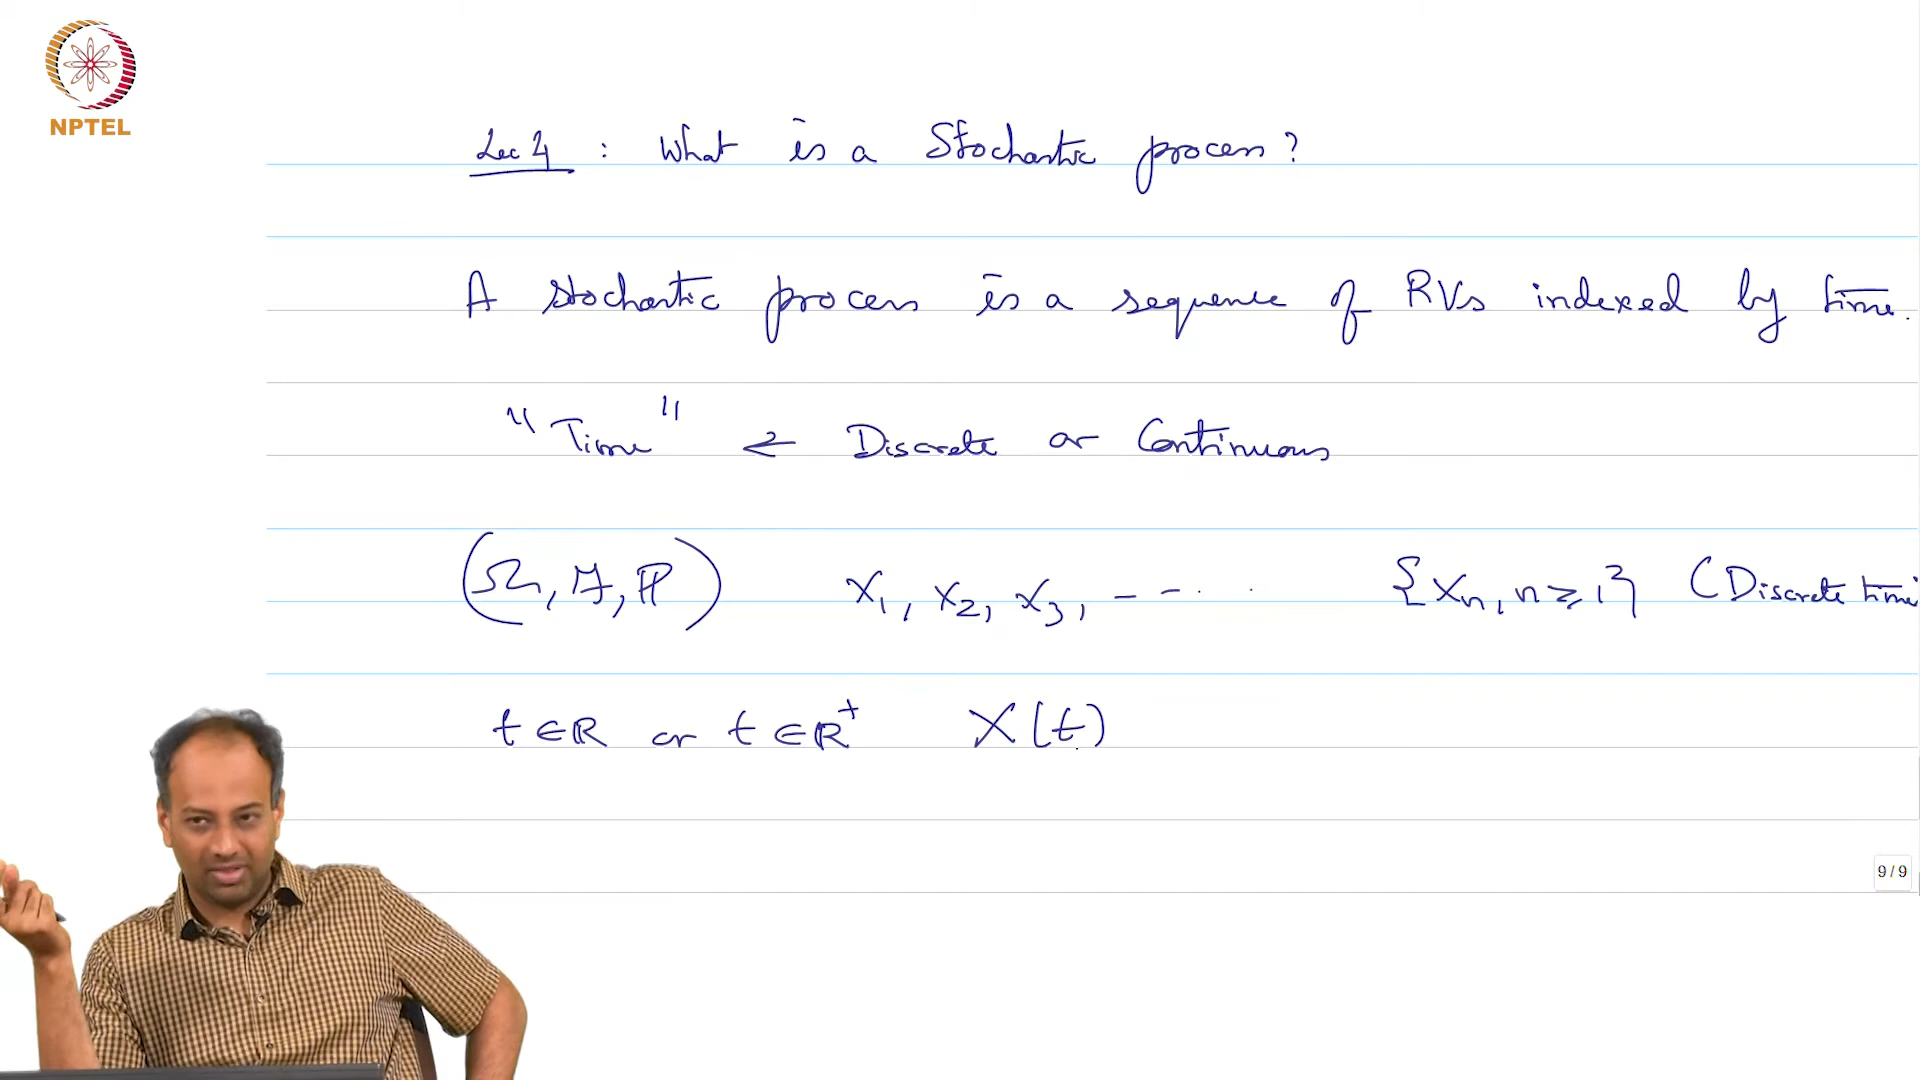 NPTEL
Lec 4 : What is a Stochastic process?
A stochastic process is a sequence of RVs indexed by time.
"Time" ← Discrete or Continuous
(Ω, ℱ, ℙ) X₁, X₂, X₃, ---- · · {Xₙ, n ≥ 1} (Discrete time
t ∈ ℝ or t ∈ ℝ⁺ X(t)
9 / 9